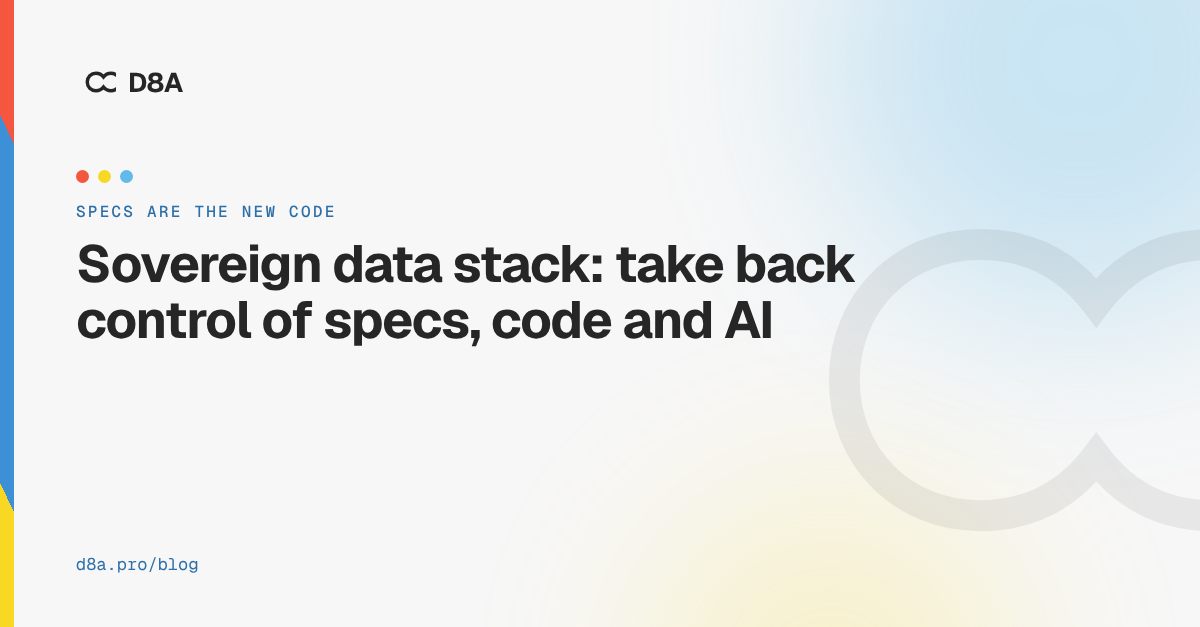 D8A
SPECS ARE THE NEW CODE
Sovereign data stack: take back
control of specs, code and AI
d8a.pro/blog